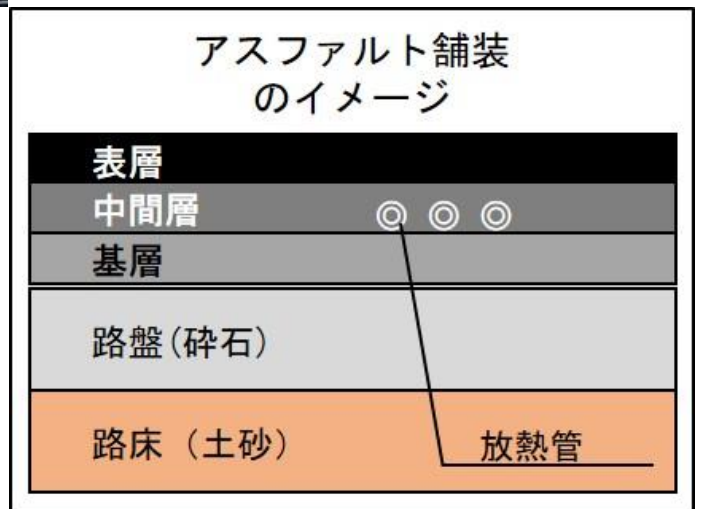 アスファルト舗装
のイメージ
表層
中間層
◎ ◎ ◎
基層
路盤(砕石)
路床（土砂）
放熱管